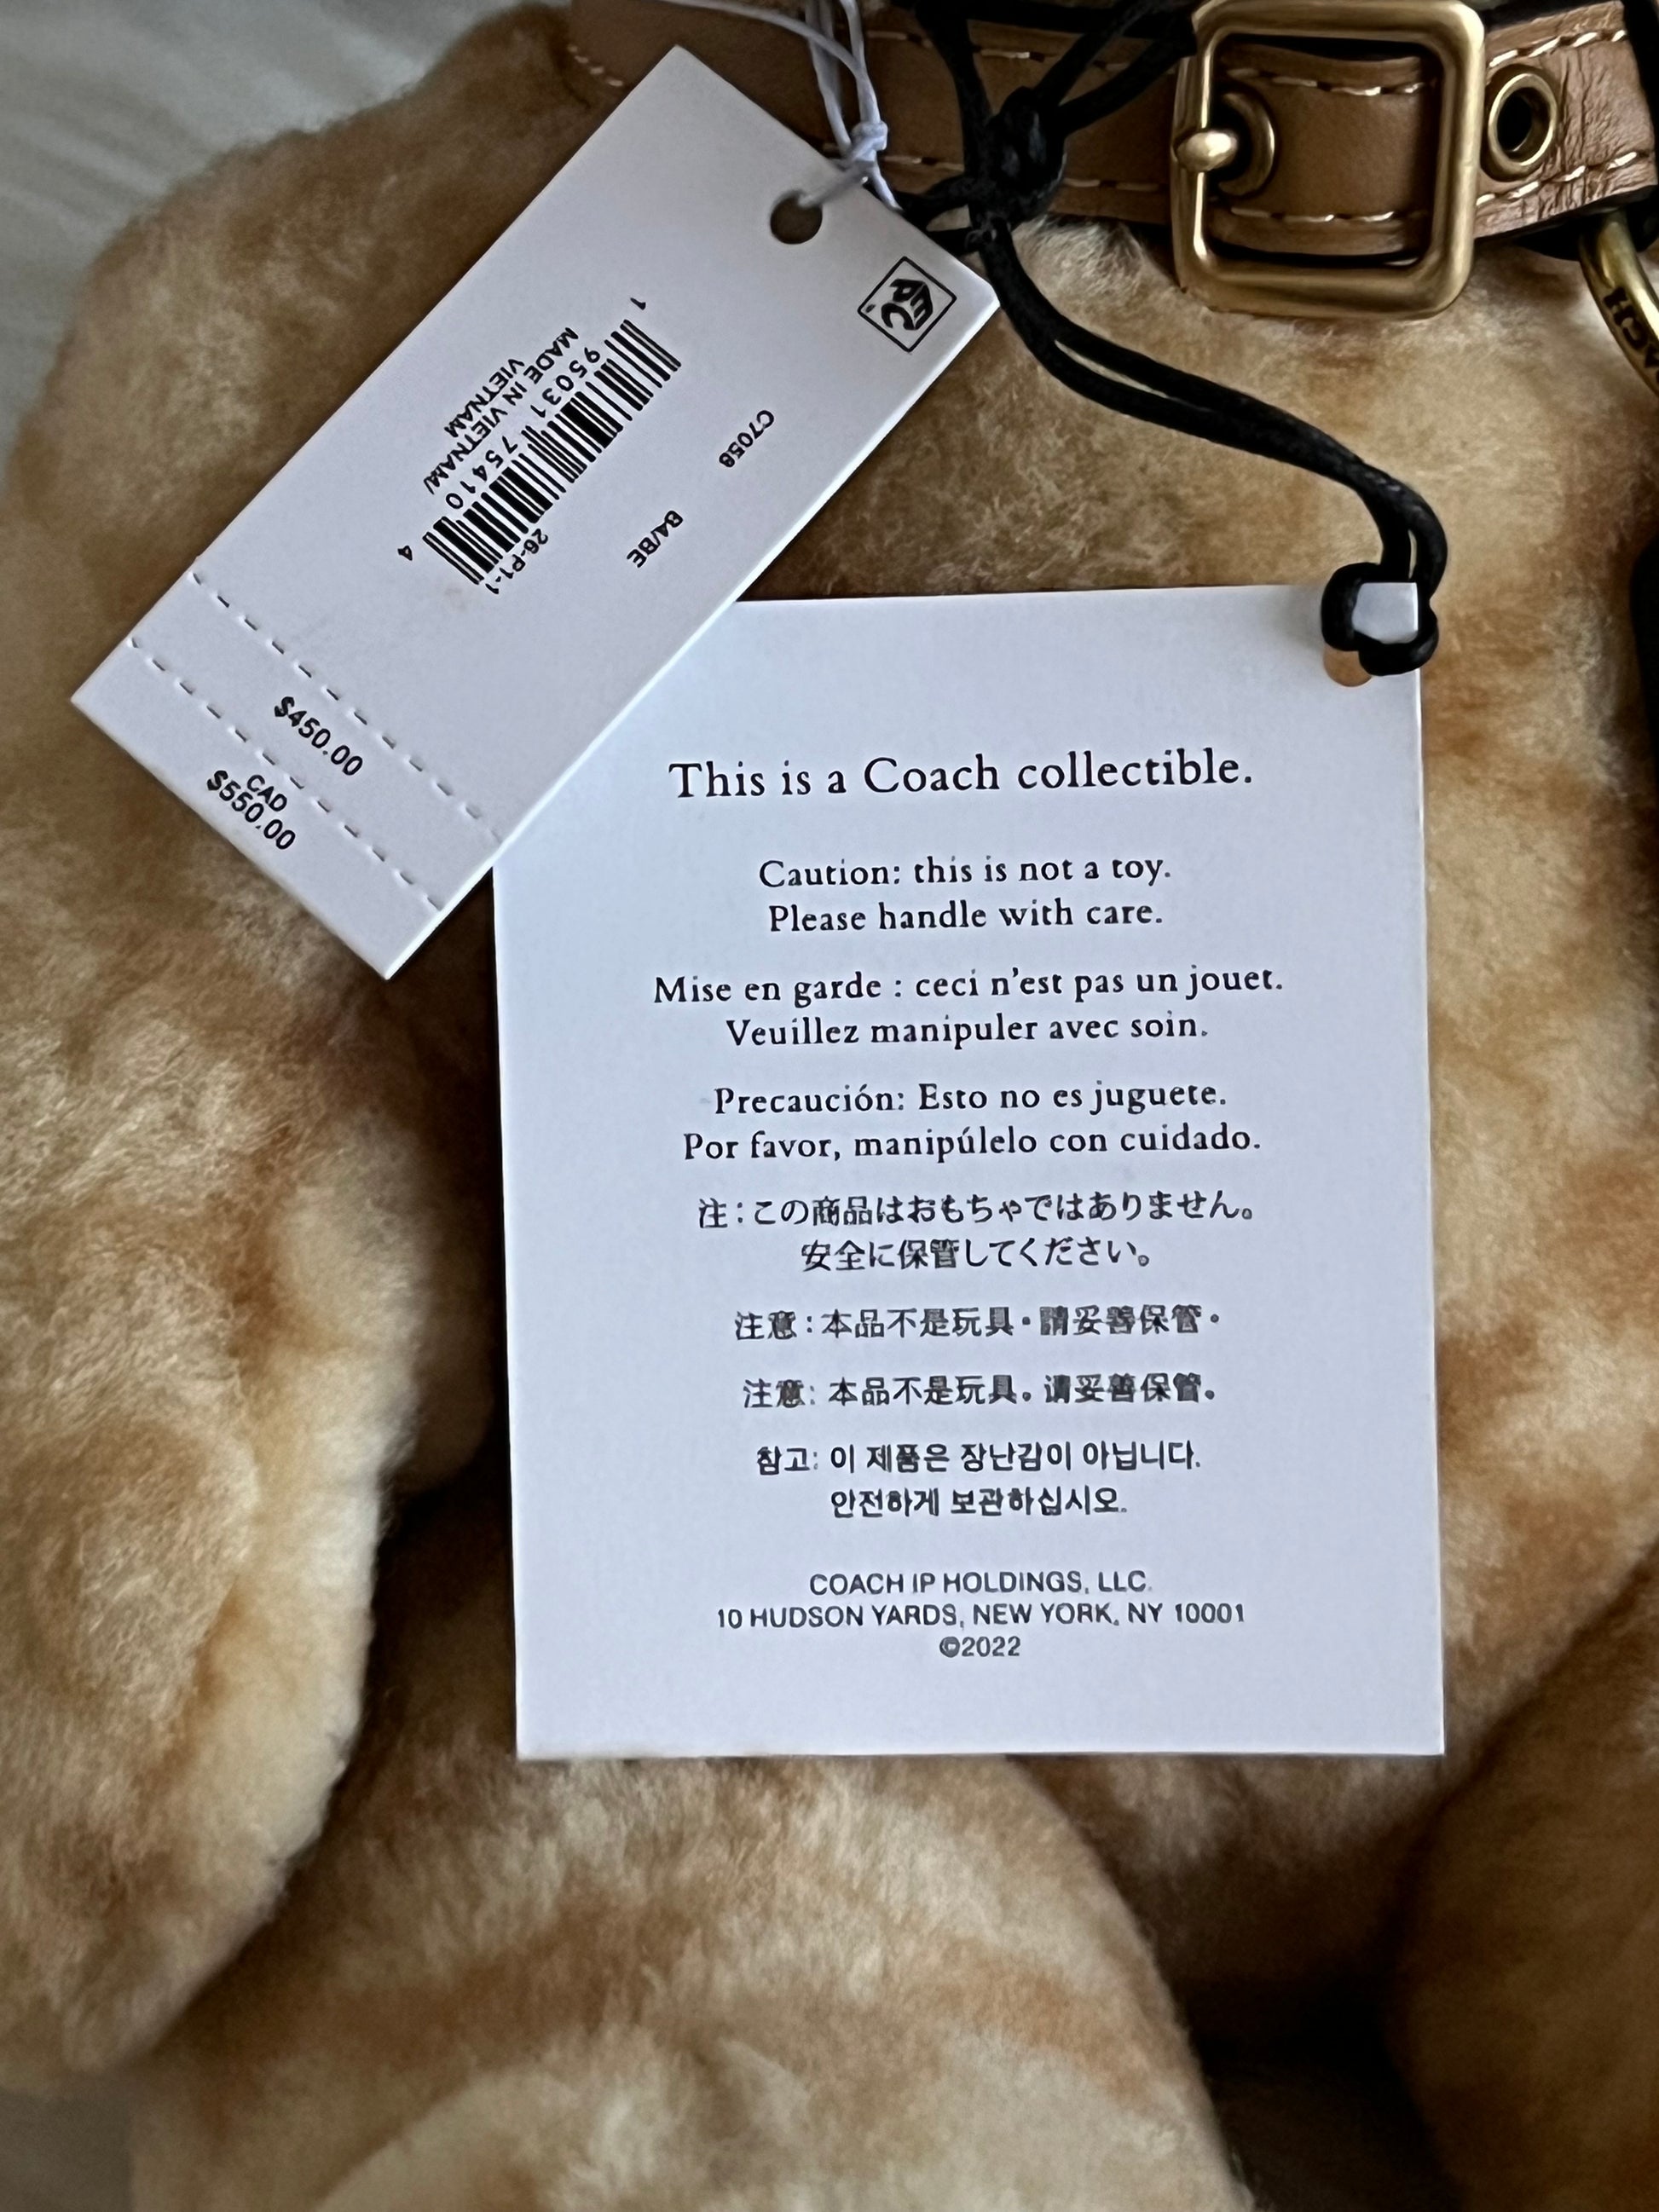 C7058
B4/BE
26-P1-1
1 95031 75410 4
MADE IN VIETNAM/
VIETNAM
$450.00
CAD
$550.00
This is a Coach collectible.
Caution: this is not a toy.
Please handle with care.
Mise en garde : ceci n'est pas un jouet.
Veuillez manipuler avec soin.
Precaución: Esto no es juguete.
Por favor, manipúlelo con cuidado.
注：この商品はおもちゃではありません。
安全に保管してください。
注意：本品不是玩具·請妥善保管·
注意: 本品不是玩具。请妥善保管。
참고: 이 제품은 장난감이 아닙니다.
안전하게 보관하십시오.
COACH IP HOLDINGS, LLC.
10 HUDSON YARDS, NEW YORK, NY 10001
©2022